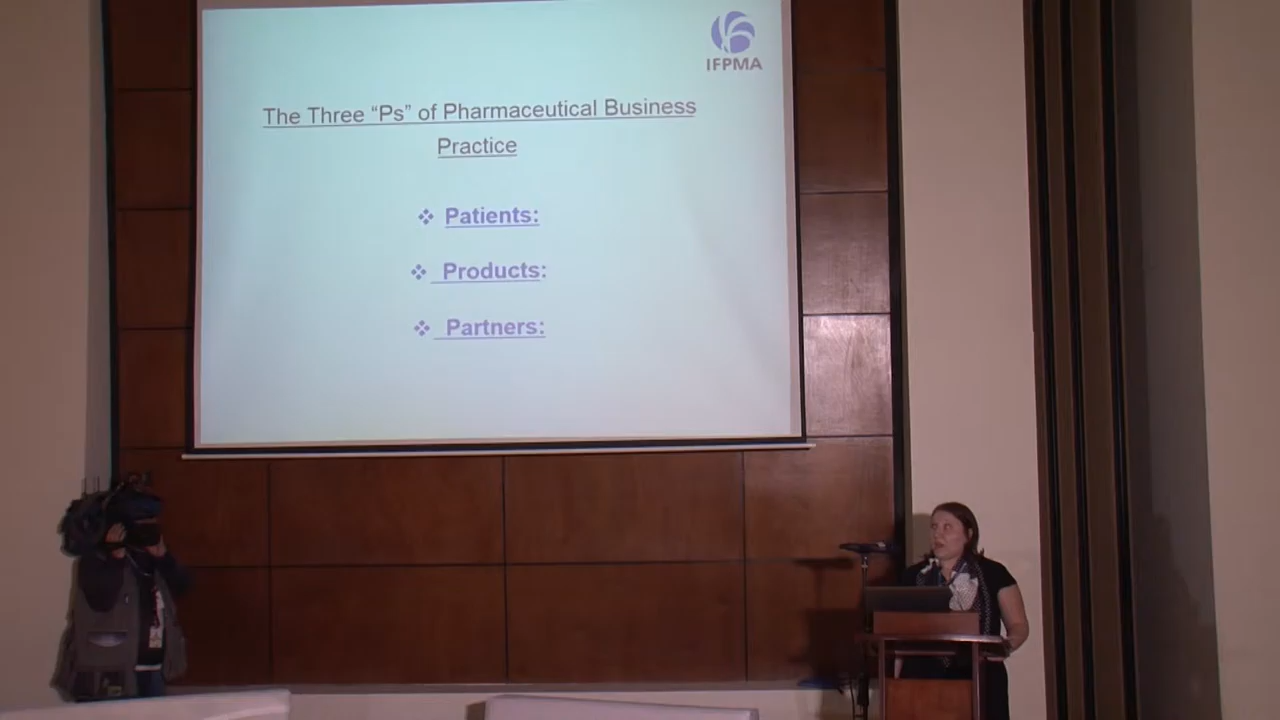 IFPMA
The Three “Ps” of Pharmaceutical Business
Practice
❖ Patients:
❖ Products:
❖ Partners: